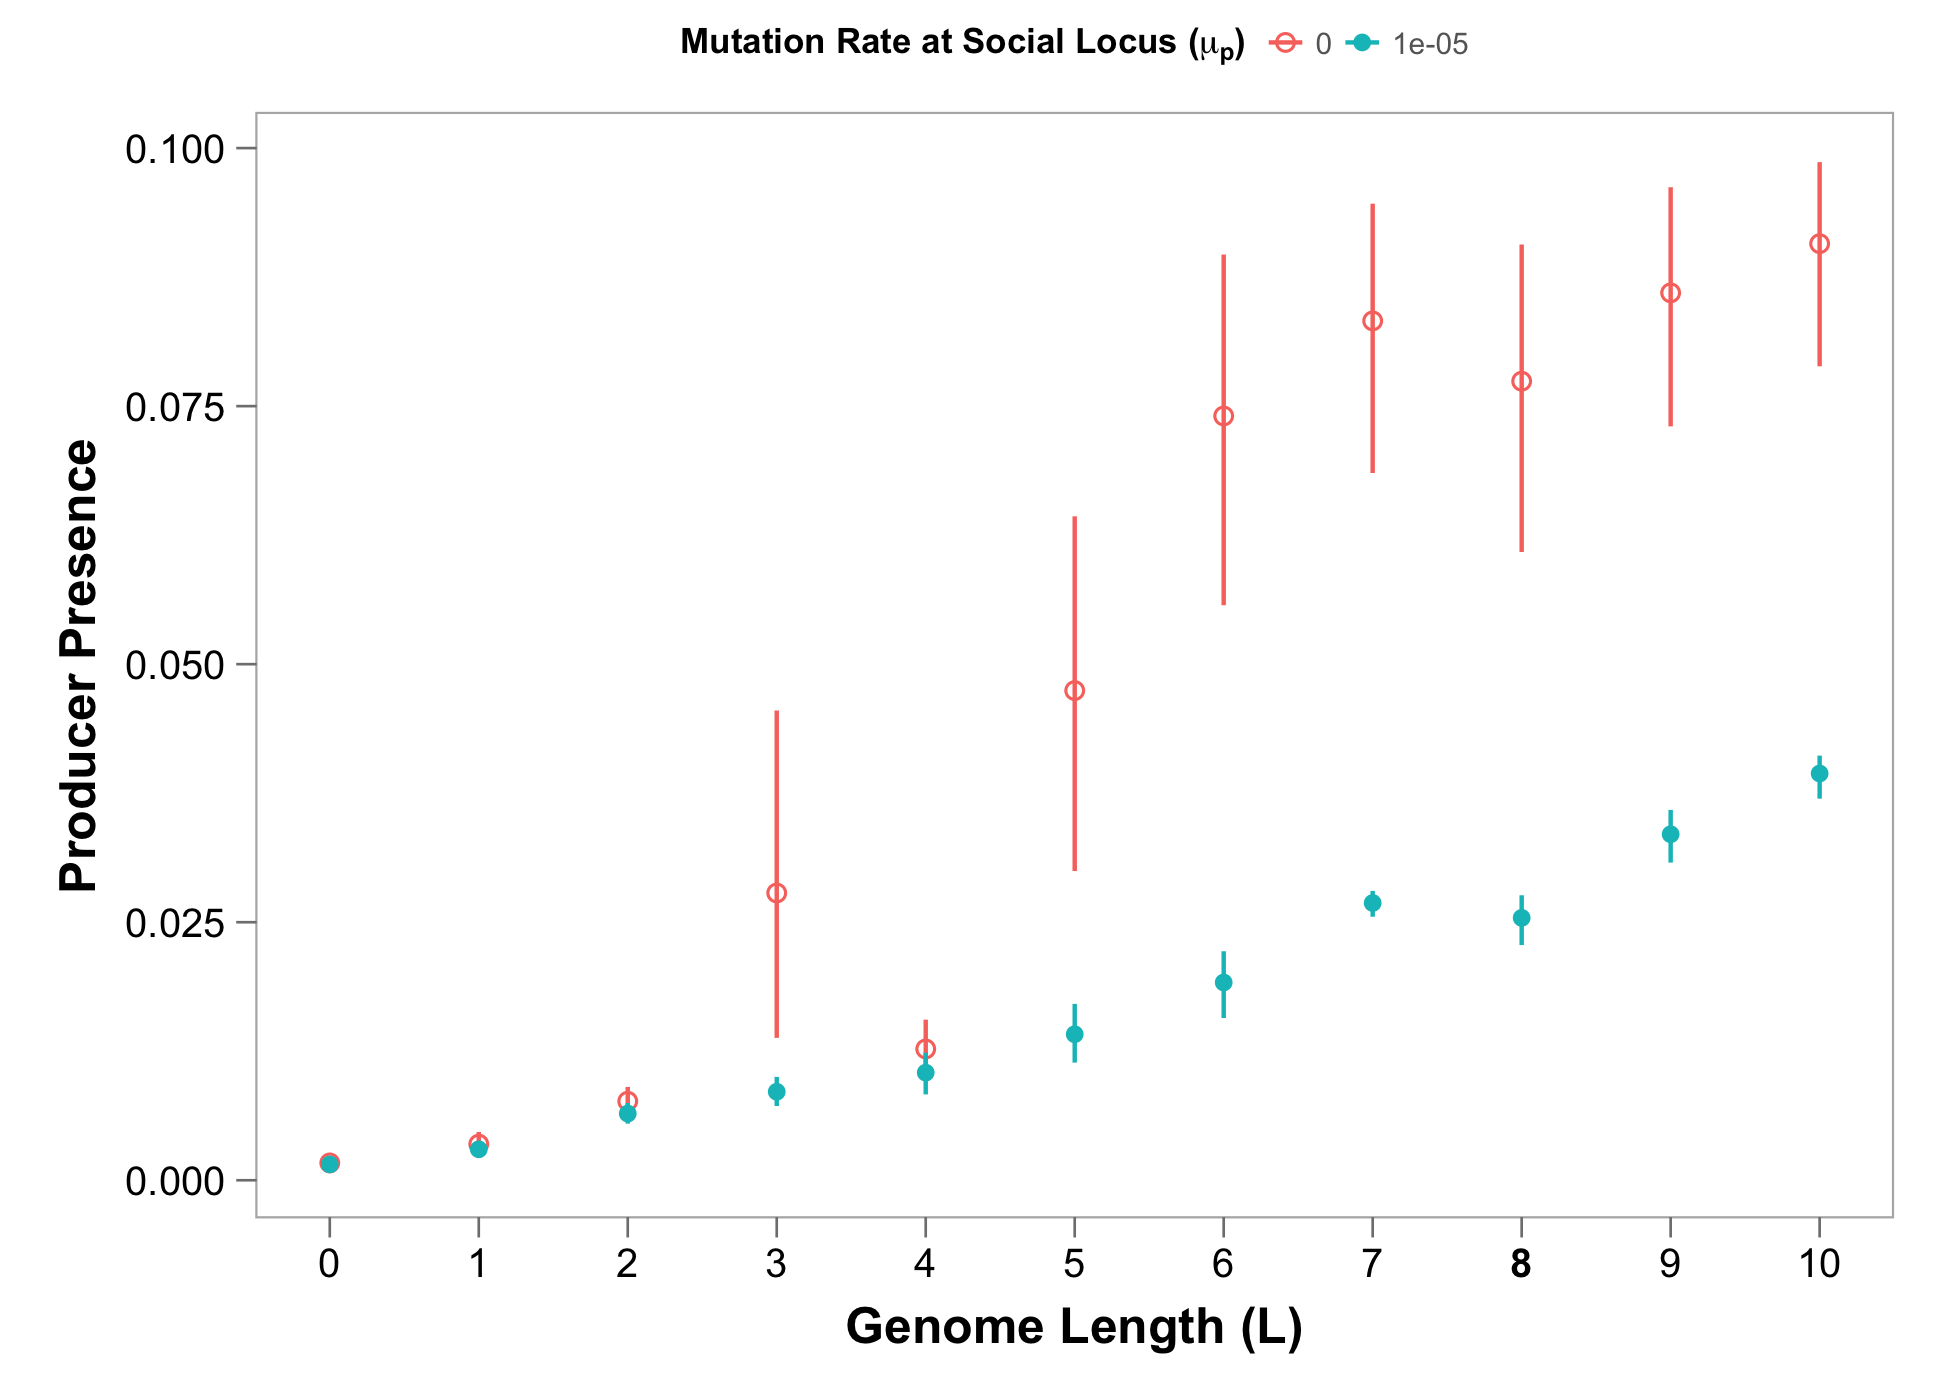 Mutation Rate at Social Locus (μp) 0 1e-05
0.100
0.075
0.050
0.025
0.000
Producer Presence
0 1 2 3 4 5 6 7 8 9 10
Genome Length (L)